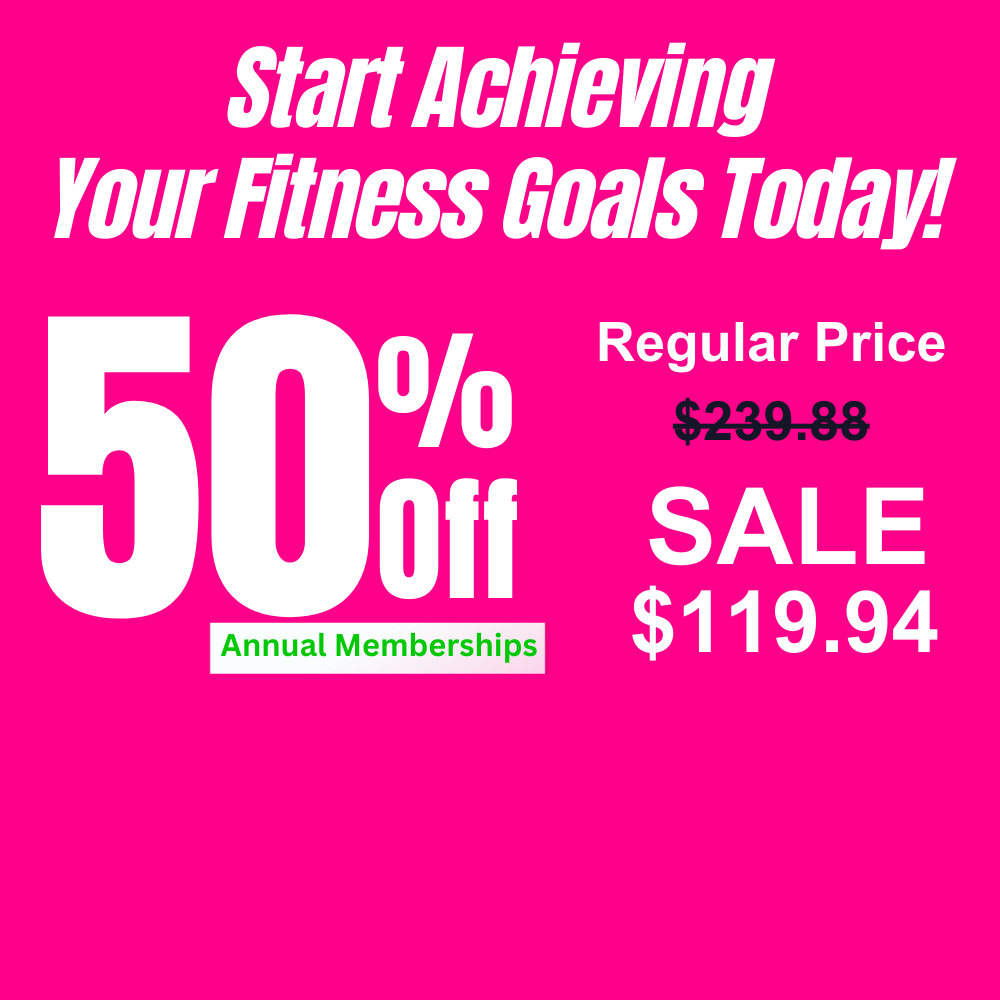 Start Achieving
Your Fitness Goals Today!
50%
Off
Annual Memberships
Regular Price
$239.88
SALE
$119.94